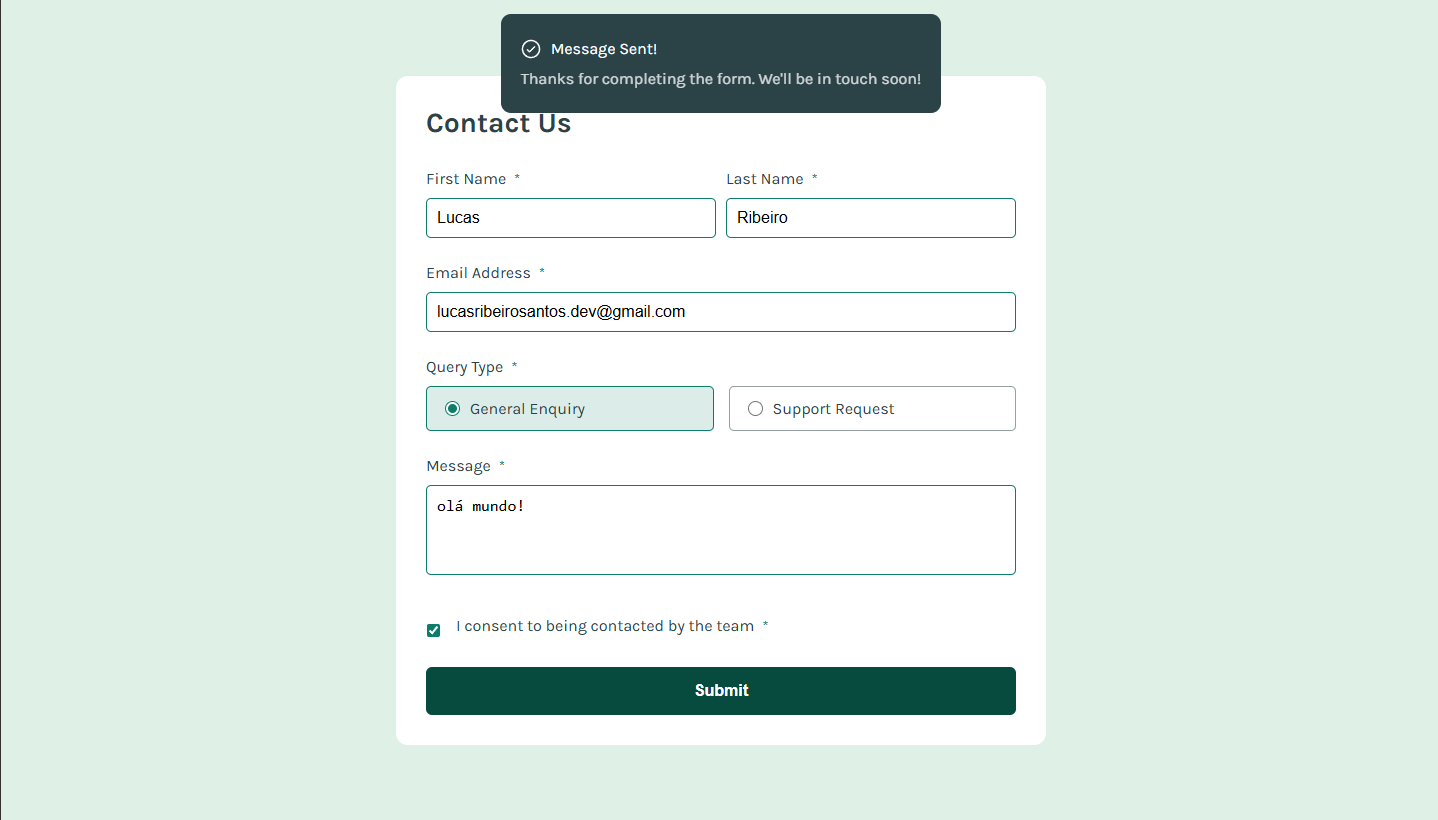 Message Sent!
Thanks for completing the form. We'll be in touch soon!
Contact Us
First Name *
Last Name *
Lucas
Ribeiro
Email Address *
lucasribeirosantos.dev@gmail.com
Query Type *
General Enquiry
Support Request
Message *
olá mundo!
I consent to being contacted by the team *
Submit